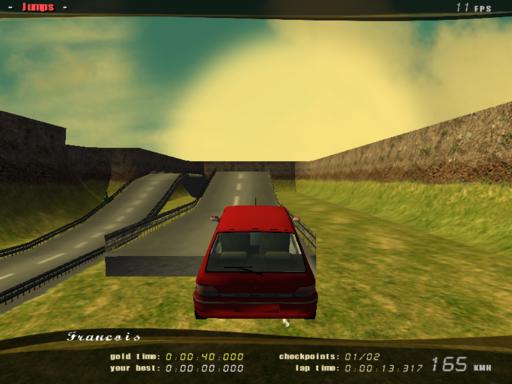 - Jumps -
11 FPS
Francois
gold time: 0:00:40:000
checkpoints: 01/02
your best: 0:00:00:000
lap time: 0:00:13:317
165 KMH